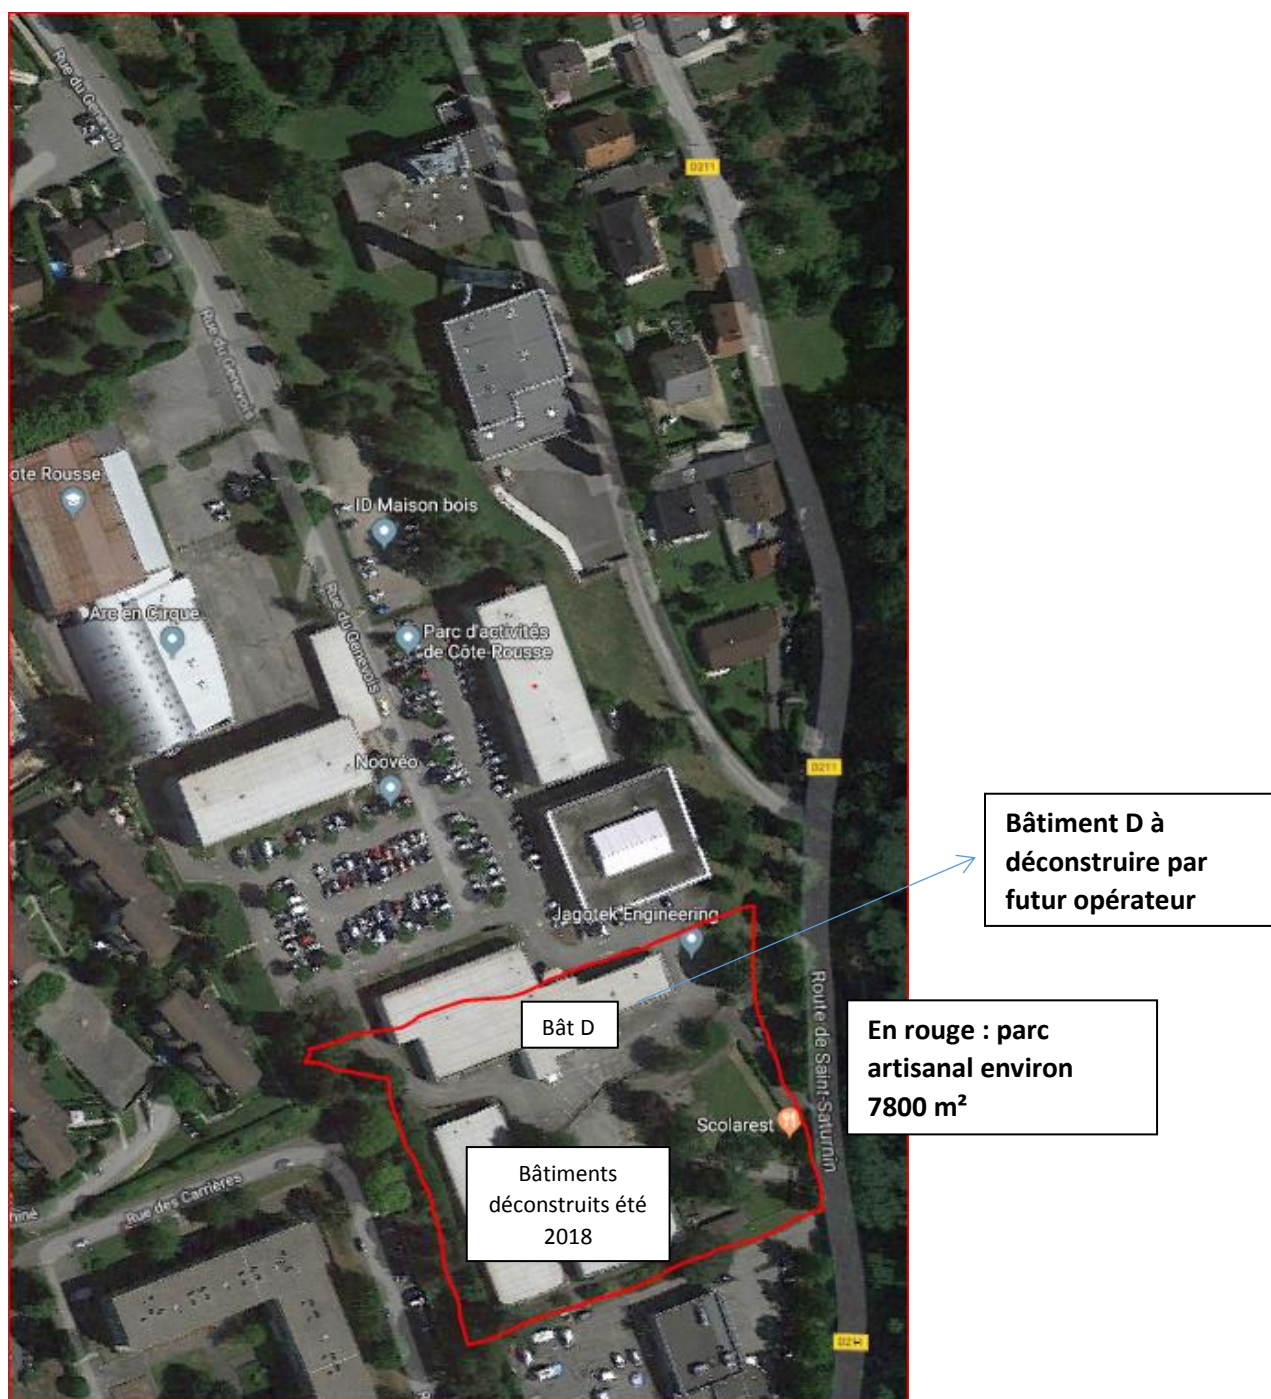 Rue du Genevois
D211
Rue du Genevois
ote Rousse
ID Maison bois
Arc en Cirque
Rue du Genevois
Parc d'activités
de Côte-Rousse
Noovéo
D211
Bâtiment D à
déconstruire par
futur opérateur
Jagotek Engineering
Bât D
Route de Saint-Saturnin
En rouge : parc
artisanal environ
7800 m²
Scolarest
Bâtiments
déconstruits été
2018
Rue des Carrières
hiné